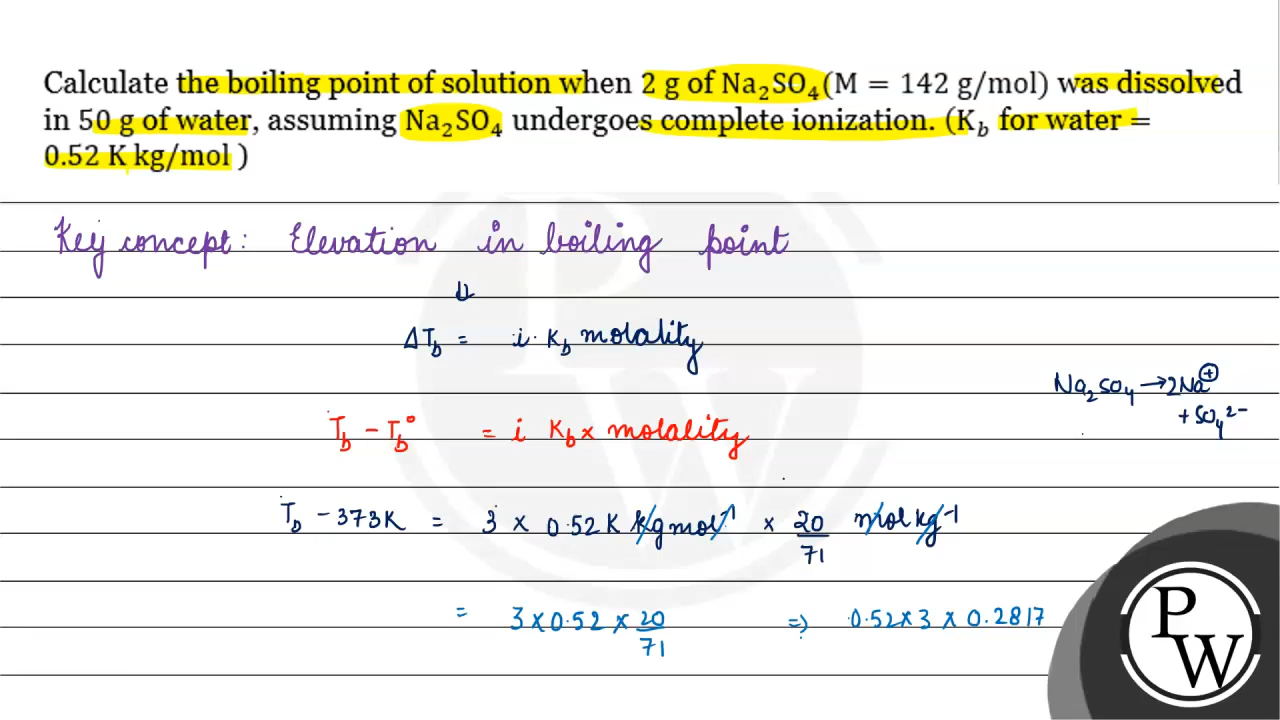 Calculate the boiling point of solution when 2 g of Na₂SO₄(M = 142 g/mol) was dissolved
in 50 g of water, assuming Na₂SO₄ undergoes complete ionization. (K_b for water =
0.52 K kg/mol )
Key concept: Elevation in boiling point
⇓
ΔT_b = i. K_b molality
Na₂SO₄ → 2Na⊕
+ SO₄²⁻
T_b - T_b° = i K_b × molality
T_b - 373K = 3 × 0.52K kg mol⁻¹ × 20/71 mol kg⁻¹
= 3 × 0.52 × 20/71 ⇒ 0.52 × 3 × 0.2817
P
W
PW